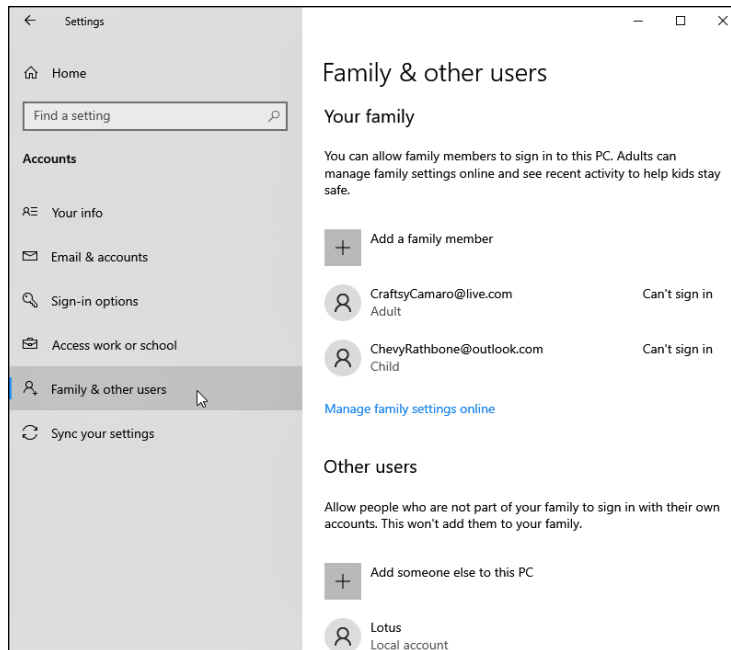 Settings
Home
Find a setting
Accounts
Your info
Email & accounts
Sign-in options
Access work or school
Family & other users
Sync your settings
Family & other users
Your family
You can allow family members to sign in to this PC. Adults can
manage family settings online and see recent activity to help kids stay
safe.
Add a family member
CraftsyCamaro@live.com Can't sign in
Adult
ChevyRathbone@outlook.com Can't sign in
Child
Manage family settings online
Other users
Allow people who are not part of your family to sign in with their own
accounts. This won't add them to your family.
Add someone else to this PC
Lotus
Local account